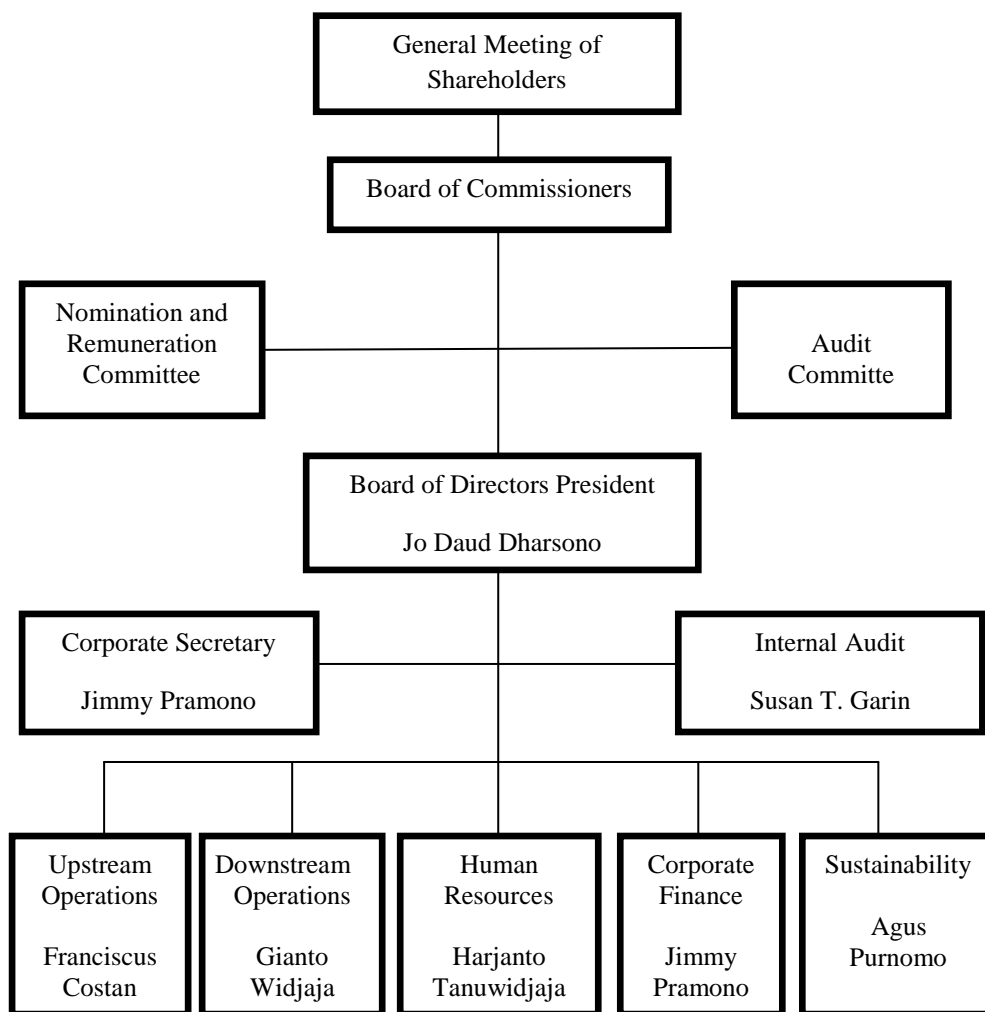 General Meeting of
Shareholders
Board of Commissioners
Nomination and
Remuneration
Committee
Audit
Committe
Board of Directors President
Jo Daud Dharsono
Corporate Secretary
Jimmy Pramono
Internal Audit
Susan T. Garin
Upstream
Operations
Franciscus
Costan
Downstream
Operations
Gianto
Widjaja
Human
Resources
Harjanto
Tanuwidjaja
Corporate
Finance
Jimmy
Pramono
Sustainability
Agus
Purnomo